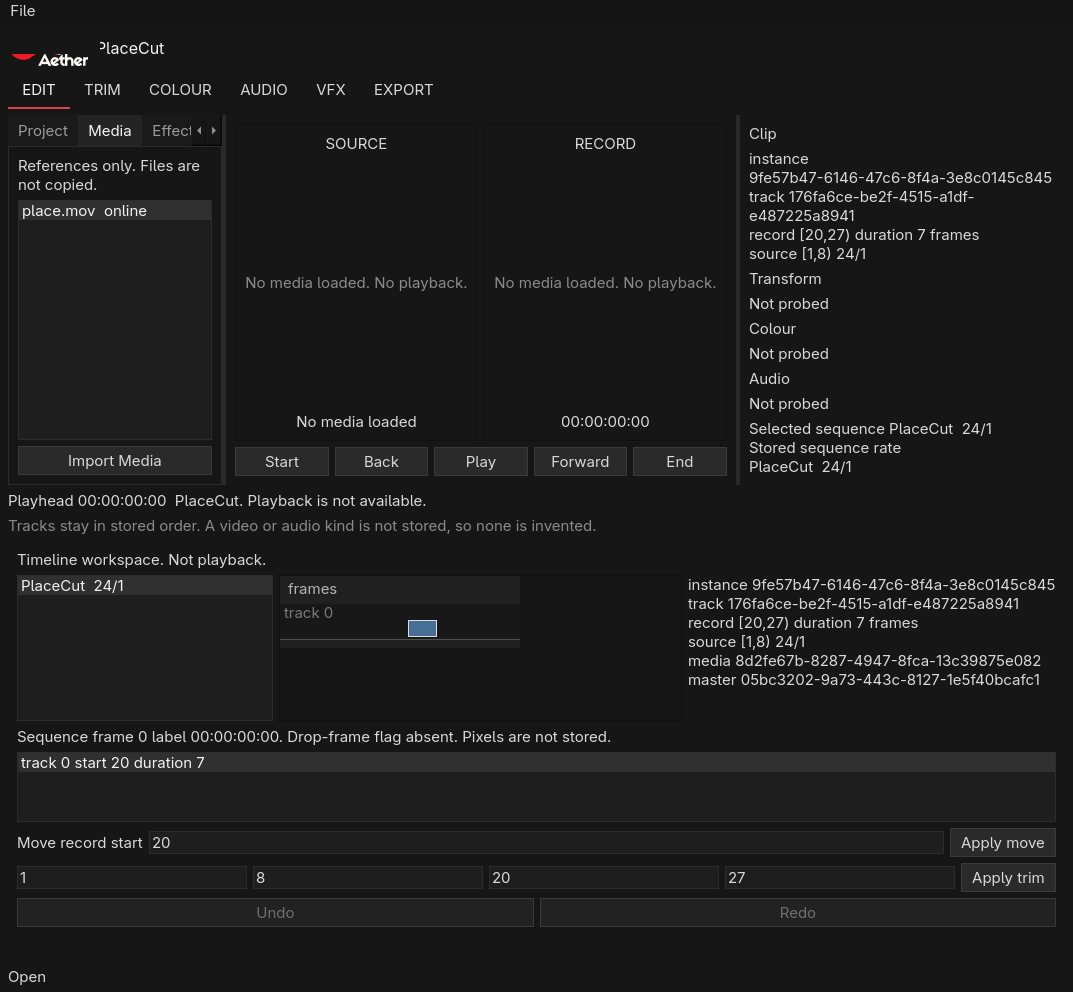 File
Aether
PlaceCut
EDIT TRIM COLOUR AUDIO VFX EXPORT
Project Media Effect
References only. Files are
not copied.
place.mov  online
Import Media
SOURCE
No media loaded. No playback.
No media loaded
RECORD
No media loaded. No playback.
00:00:00:00
Start Back Play Forward End
Clip
instance
9fe57b47-6146-47c6-8f4a-3e8c0145c845
track 176fa6ce-be2f-4515-a1df-
e487225a8941
record [20,27) duration 7 frames
source [1,8) 24/1
Transform
Not probed
Colour
Not probed
Audio
Not probed
Selected sequence PlaceCut  24/1
Stored sequence rate
PlaceCut  24/1
Playhead 00:00:00:00  PlaceCut. Playback is not available.
Tracks stay in stored order. A video or audio kind is not stored, so none is invented.
Timeline workspace. Not playback.
PlaceCut  24/1
frames
track 0
instance 9fe57b47-6146-47c6-8f4a-3e8c0145c845
track 176fa6ce-be2f-4515-a1df-e487225a8941
record [20,27) duration 7 frames
source [1,8) 24/1
media 8d2fe67b-8287-4947-8fca-13c39875e082
master 05bc3202-9a73-443c-8127-1e5f40bcafc1
Sequence frame 0 label 00:00:00:00. Drop-frame flag absent. Pixels are not stored.
track 0 start 20 duration 7
Move record start 20 Apply move
1 8 20 27 Apply trim
Undo Redo
Open